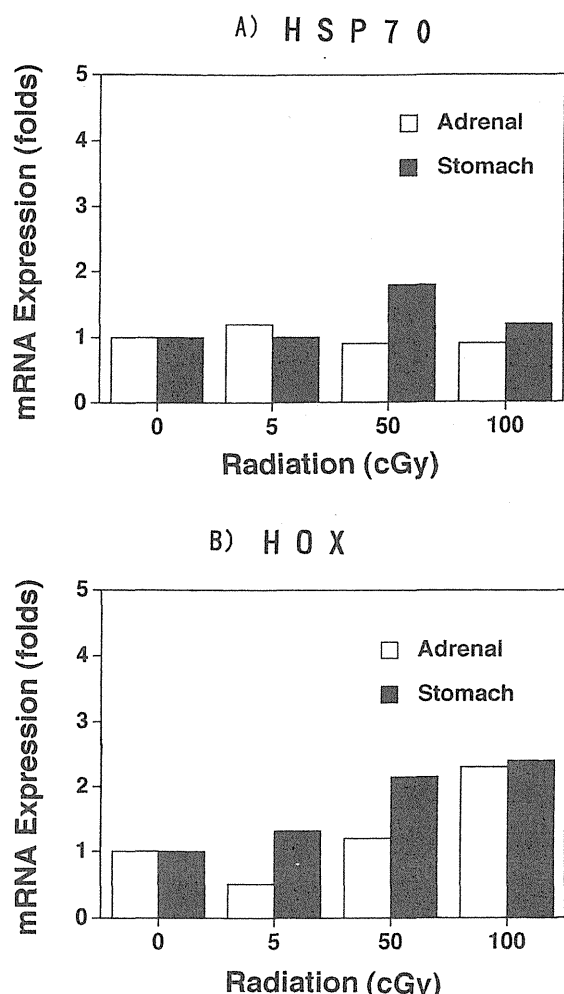 A) HSP70
mRNA Expression (folds)
5
4
3
2
1
0
Adrenal
Stomach
0 5 50 100
Radiation (cGy)
B) HOX
mRNA Expression (folds)
5
4
3
2
1
0
Adrenal
Stomach
0 5 50 100
Radiation (cGy)